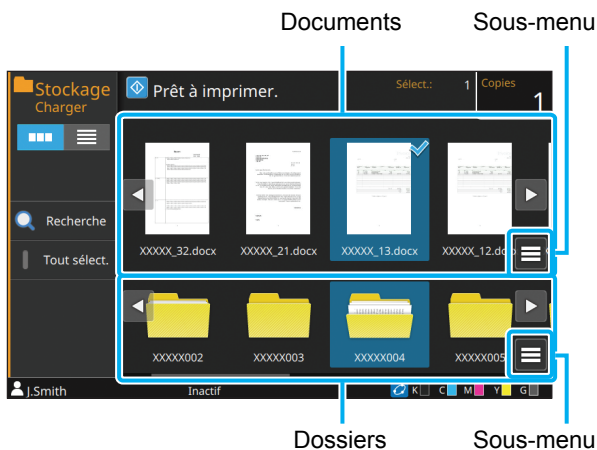 Documents
Sous-menu
Stockage
Charger
Prêt à imprimer.
Sélect.: 1
Copies
1
Recherche
Tout sélect.
XXXXX_32.docx
XXXXX_21.docx
XXXXX_13.docx
XXXXX_12.do
XXXXX002
XXXXX003
XXXXX004
XXXXX005
J.Smith
Inactif
K C M Y G
Dossiers
Sous-menu